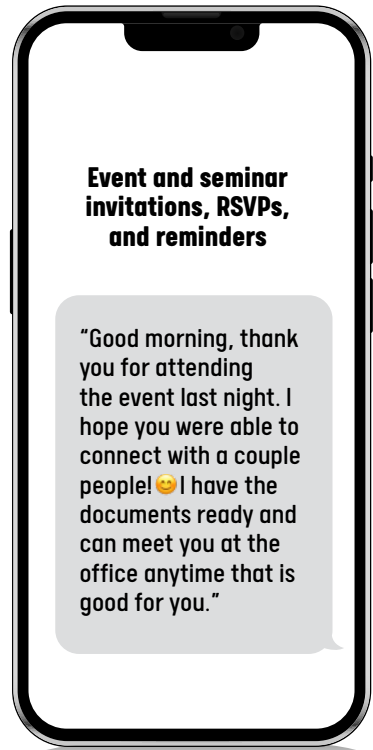 Event and seminar
invitations, RSVPs,
and reminders
“Good morning, thank
you for attending
the event last night. I
hope you were able to
connect with a couple
people!😊I have the
documents ready and
can meet you at the
office anytime that is
good for you.”